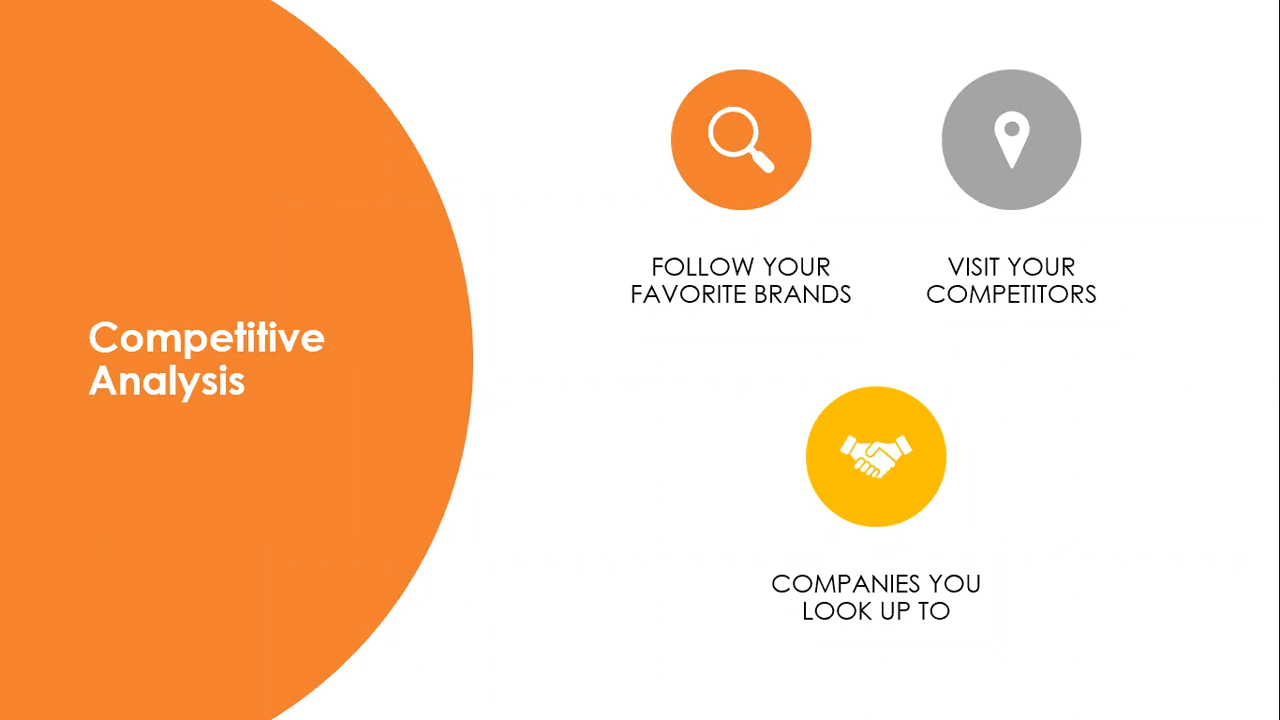 Competitive
Analysis
FOLLOW YOUR
FAVORITE BRANDS
VISIT YOUR
COMPETITORS
COMPANIES YOU
LOOK UP TO